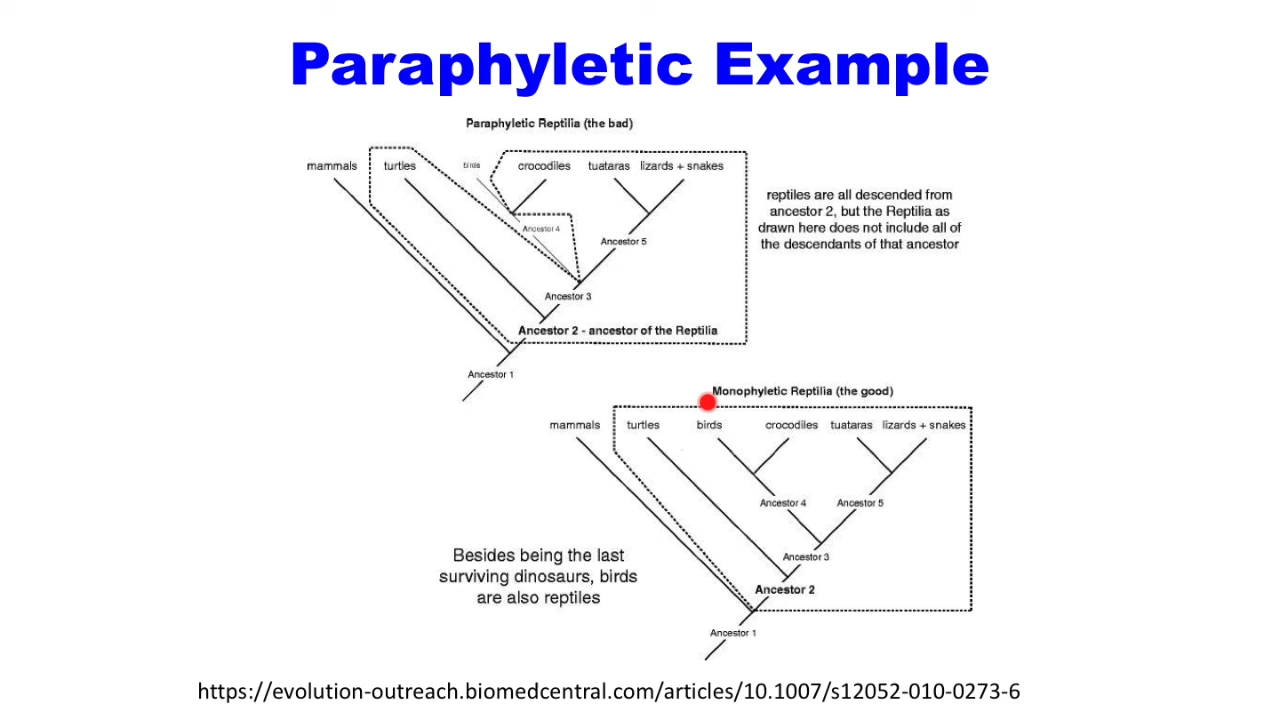 Paraphyletic Example
Paraphyletic Reptilia (the bad)
mammals turtles birds crocodiles tuataras lizards + snakes
Ancestor 4
Ancestor 5
Ancestor 3
Ancestor 2 - ancestor of the Reptilia
Ancestor 1
reptiles are all descended from
ancestor 2, but the Reptilia as
drawn here does not include all of
the descendants of that ancestor
Monophyletic Reptilia (the good)
mammals turtles birds crocodiles tuataras lizards + snakes
Ancestor 4 Ancestor 5
Ancestor 3
Ancestor 2
Ancestor 1
Besides being the last
surviving dinosaurs, birds
are also reptiles
https://evolution-outreach.biomedcentral.com/articles/10.1007/s12052-010-0273-6